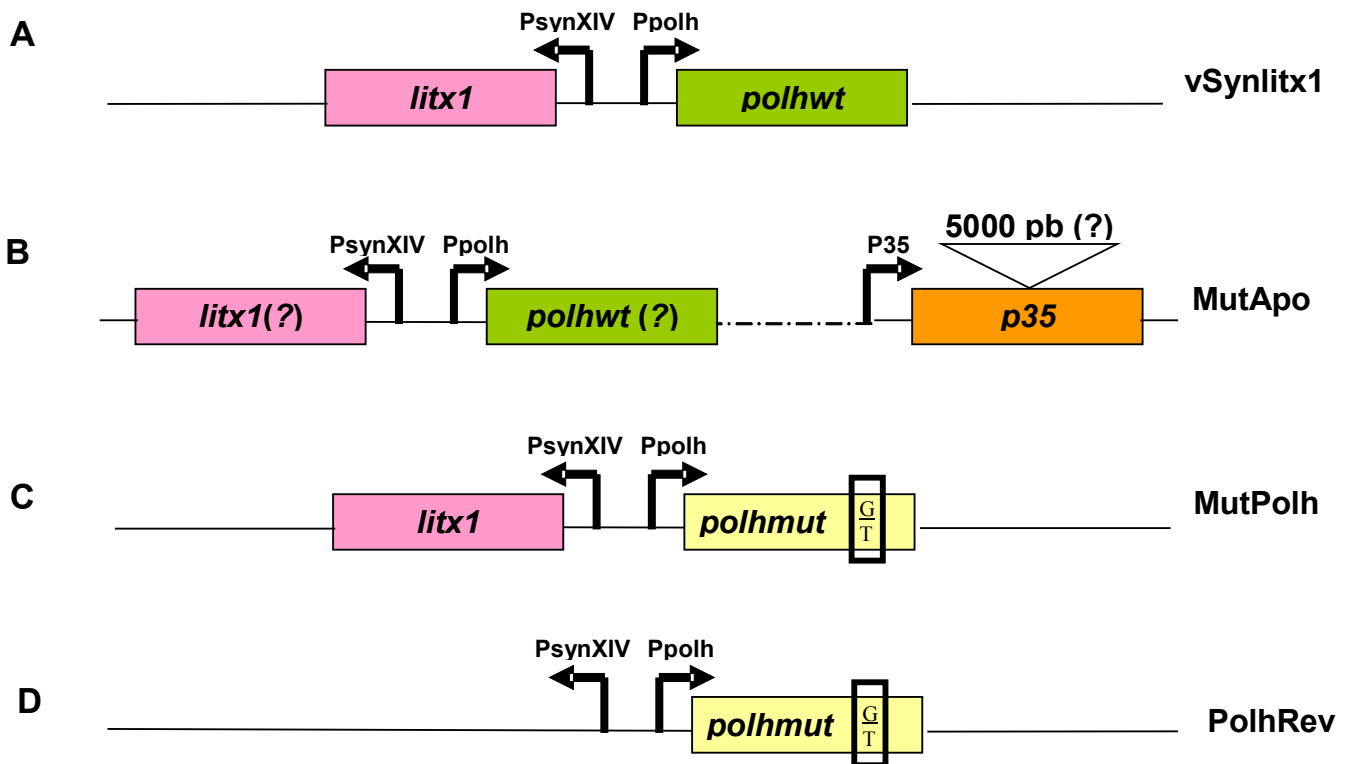 A
PsynXIV Ppolh
litx1 polhwt
vSynlitx1
B
PsynXIV Ppolh P35 5000 pb (?)
litx1(?) polhwt (?) p35
MutApo
C
PsynXIV Ppolh
litx1 polhmut G
T
MutPolh
D
PsynXIV Ppolh
polhmut G
T
PolhRev